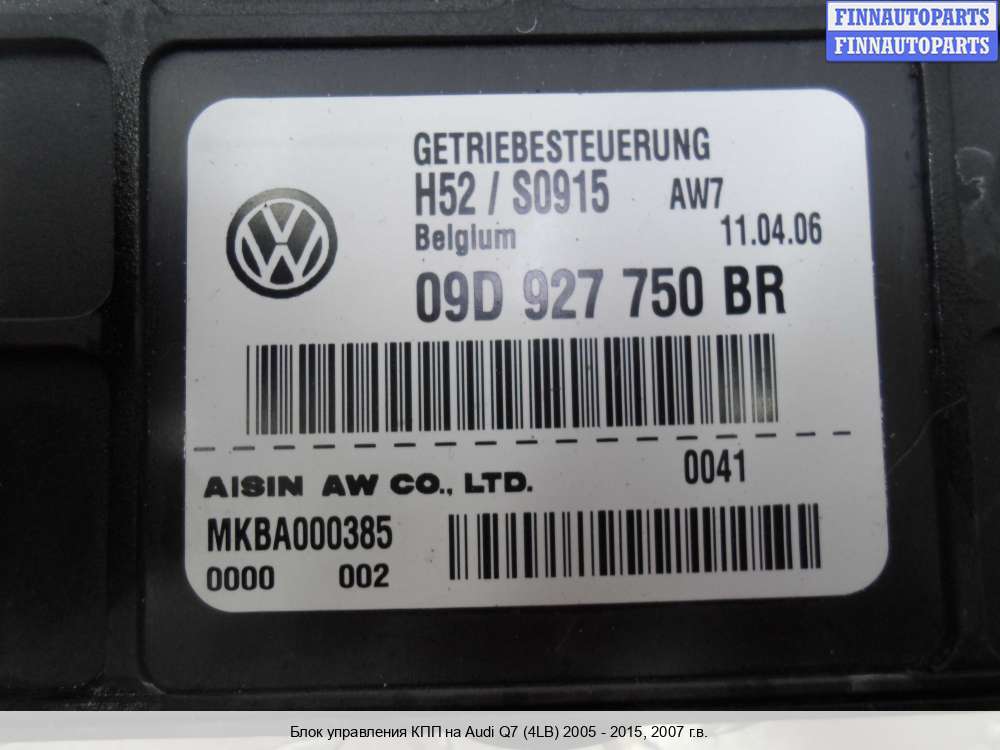 FINNAUTOPARTS
FINNAUTOPARTS
GETRIEBESTEUERUNG
H52 / S0915 AW7
Belgium 11.04.06
09D 927 750 BR
AISIN AW CO., LTD. 0041
MKBA000385
0000 002
Блок управления КПП на Audi Q7 (4LB) 2005 - 2015, 2007 г.в.